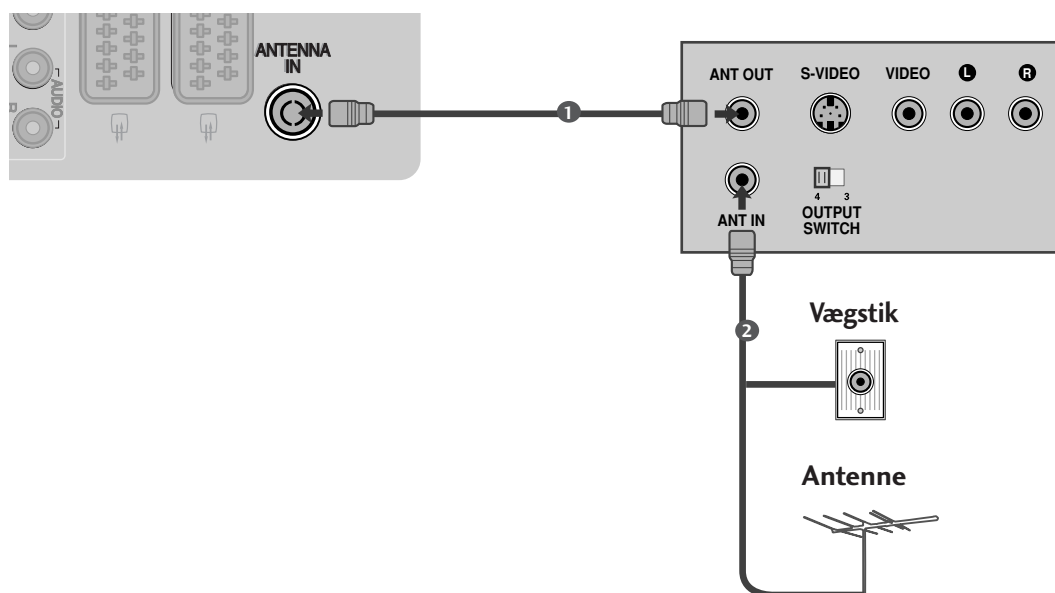 ANTENNA
IN
L
AUDIO
R
1
ANT OUT
S-VIDEO
VIDEO
L
R
4 3
ANT IN
OUTPUT
SWITCH
2
Vægstik
Antenne